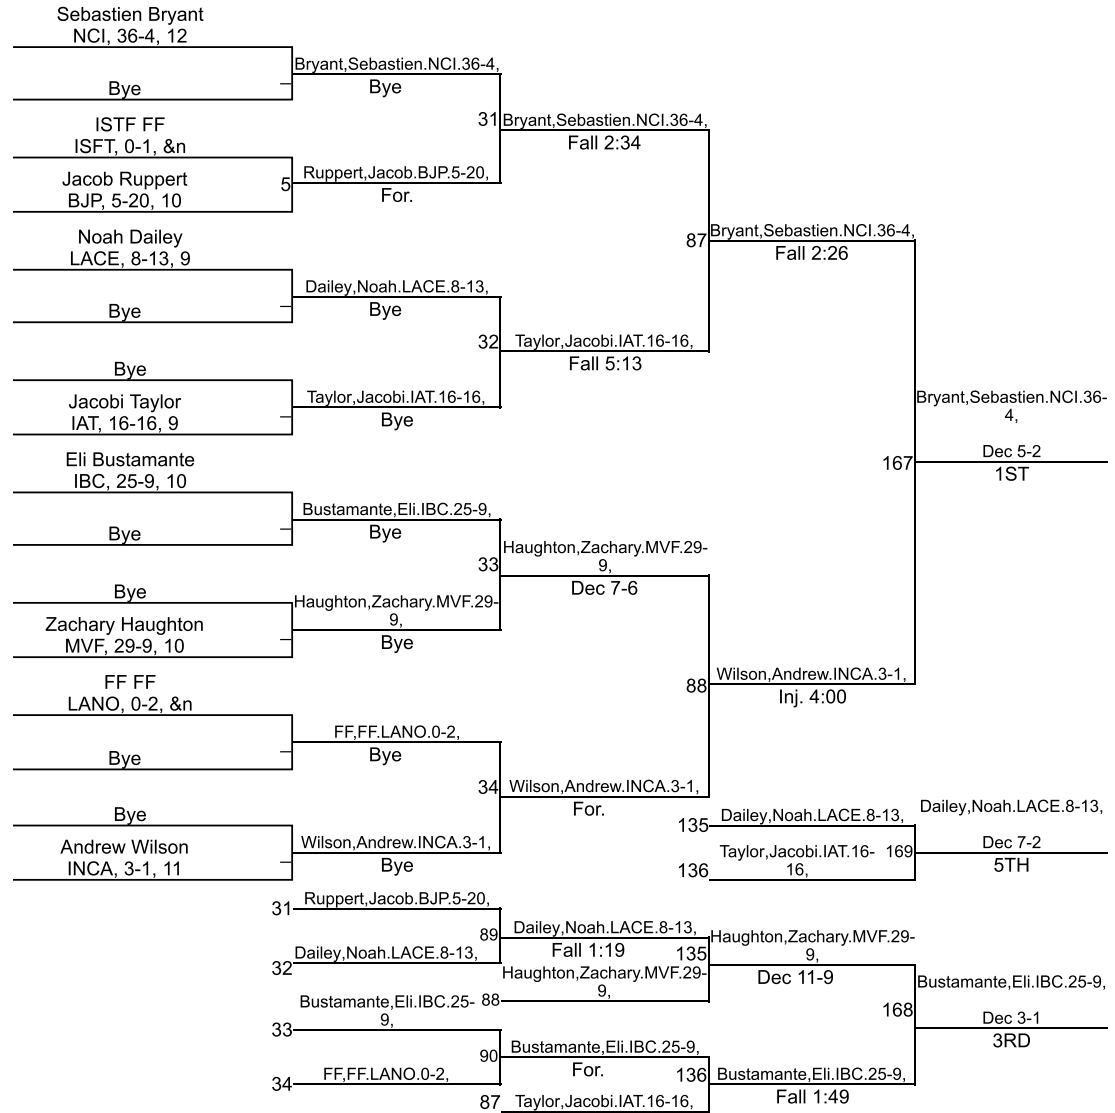 Sebastien Bryant
NCI, 36-4, 12
Bye
Bryant,Sebastien.NCI.36-4,
Bye
ISTF FF
ISFT, 0-1, &n
Jacob Ruppert
BJP, 5-20, 10
5
Ruppert,Jacob.BJP.5-20,
For.
31
Bryant,Sebastien.NCI.36-4,
Fall 2:34
Noah Dailey
LACE, 8-13, 9
Bye
Dailey,Noah.LACE.8-13,
Bye
Bye
Jacobi Taylor
IAT, 16-16, 9
Taylor,Jacobi.IAT.16-16,
Bye
32
Taylor,Jacobi.IAT.16-16,
Fall 5:13
87
Bryant,Sebastien.NCI.36-4,
Fall 2:26
Eli Bustamante
IBC, 25-9, 10
Bye
Bustamante,Eli.IBC.25-9,
Bye
Bye
Zachary Haughton
MVF, 29-9, 10
Haughton,Zachary.MVF.29-
9,
Bye
33
Haughton,Zachary.MVF.29-
9,
Dec 7-6
FF FF
LANO, 0-2, &n
Bye
FF,FF.LANO.0-2,
Bye
Bye
Andrew Wilson
INCA, 3-1, 11
Wilson,Andrew.INCA.3-1,
Bye
34
Wilson,Andrew.INCA.3-1,
For.
88
Wilson,Andrew.INCA.3-1,
Inj. 4:00
167
Bryant,Sebastien.NCI.36-
4,
Dec 5-2
1ST
135
Dailey,Noah.LACE.8-13,
136
Taylor,Jacobi.IAT.16-
16,
169
Dailey,Noah.LACE.8-13,
Dec 7-2
5TH
31
Ruppert,Jacob.BJP.5-20,
32
Dailey,Noah.LACE.8-13,
89
Dailey,Noah.LACE.8-13,
Fall 1:19
88
Haughton,Zachary.MVF.29-
9,
135
Haughton,Zachary.MVF.29-
9,
Dec 11-9
33
Bustamante,Eli.IBC.25-
9,
34
FF,FF.LANO.0-2,
90
Bustamante,Eli.IBC.25-9,
For.
87
Taylor,Jacobi.IAT.16-16,
136
Bustamante,Eli.IBC.25-9,
Fall 1:49
168
Bustamante,Eli.IBC.25-9,
Dec 3-1
3RD